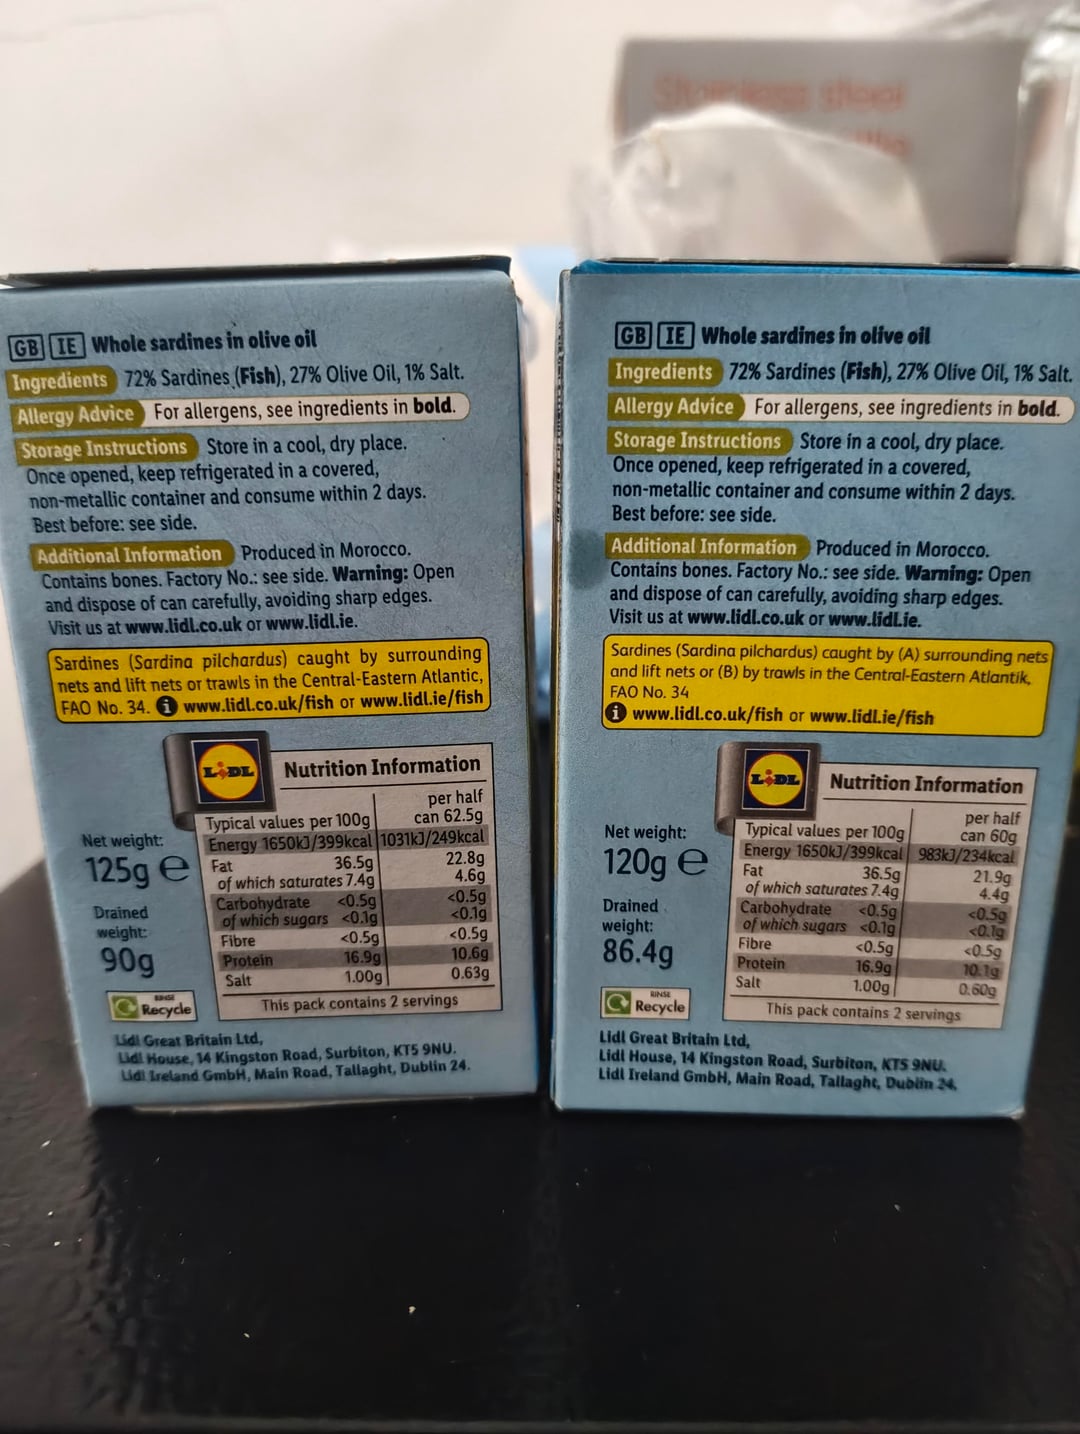 Stainless steel
GB IE Whole sardines in olive oil
Ingredients 72% Sardines (Fish), 27% Olive Oil, 1% Salt.
Allergy Advice For allergens, see ingredients in bold.
Storage Instructions Store in a cool, dry place.
Once opened, keep refrigerated in a covered,
non-metallic container and consume within 2 days.
Best before: see side.
Additional Information Produced in Morocco.
Contains bones. Factory No.: see side. Warning: Open
and dispose of can carefully, avoiding sharp edges.
Visit us at www.lidl.co.uk or www.lidl.ie.
Sardines (Sardina pilchardus) caught by surrounding
nets and lift nets or trawls in the Central-Eastern Atlantic,
FAO No. 34. i www.lidl.co.uk/fish or www.lidl.ie/fish
LIDL
Nutrition Information
Typical values per 100g per half can 62.5g
Energy 1650kJ/399kcal 1031kJ/249kcal
Fat 36.5g 22.8g
of which saturates 7.4g 4.6g
Carbohydrate <0.5g <0.5g
of which sugars <0.1g <0.1g
Fibre <0.5g <0.5g
Protein 16.9g 10.6g
Salt 1.00g 0.63g
This pack contains 2 servings
Net weight:
125g e
Drained
weight:
90g
RINSE
Recycle
Lidl Great Britain Ltd,
Lidl House, 14 Kingston Road, Surbiton, KT5 9NU.
Lidl Ireland GmbH, Main Road, Tallaght, Dublin 24.
GB IE Whole sardines in olive oil
Ingredients 72% Sardines (Fish), 27% Olive Oil, 1% Salt.
Allergy Advice For allergens, see ingredients in bold.
Storage Instructions Store in a cool, dry place.
Once opened, keep refrigerated in a covered,
non-metallic container and consume within 2 days.
Best before: see side.
Additional Information Produced in Morocco.
Contains bones. Factory No.: see side. Warning: Open
and dispose of can carefully, avoiding sharp edges.
Visit us at www.lidl.co.uk or www.lidl.ie.
Sardines (Sardina pilchardus) caught by (A) surrounding nets
and lift nets or (B) by trawls in the Central-Eastern Atlantik,
FAO No. 34
i www.lidl.co.uk/fish or www.lidl.ie/fish
LIDL
Nutrition Information
Typical values per 100g per half can 60g
Energy 1650kJ/399kcal 983kJ/234kcal
Fat 36.5g 21.9g
of which saturates 7.4g 4.4g
Carbohydrate <0.5g <0.5g
of which sugars <0.1g <0.1g
Fibre <0.5g <0.5g
Protein 16.9g 10.1g
Salt 1.00g 0.60g
This pack contains 2 servings
Net weight:
120g e
Drained
weight:
86.4g
RINSE
Recycle
Lidl Great Britain Ltd,
Lidl House, 14 Kingston Road, Surbiton, KT5 9NU.
Lidl Ireland GmbH, Main Road, Tallaght, Dublin 24.